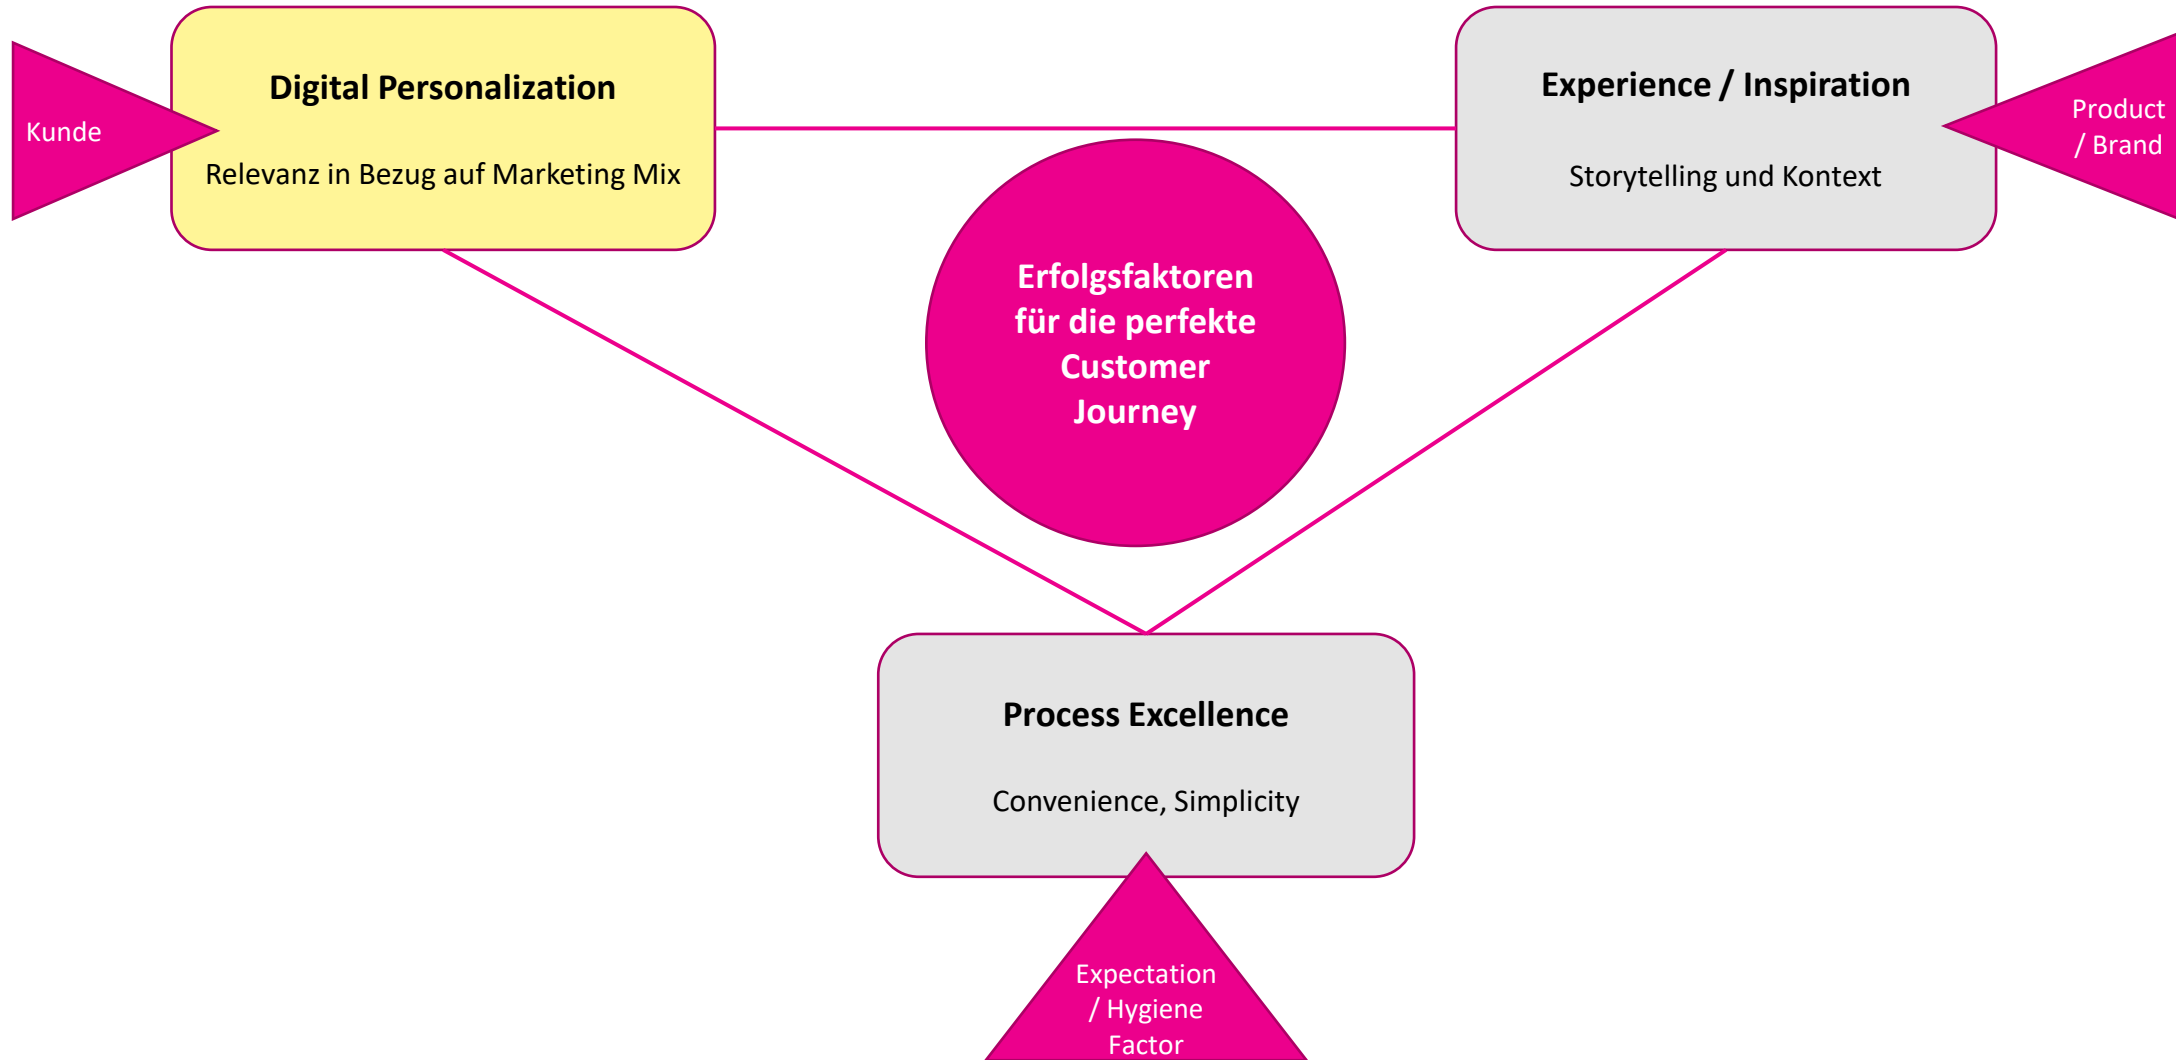 Kunde
Digital Personalization
Relevanz in Bezug auf Marketing Mix
Experience / Inspiration
Storytelling und Kontext
Product
/ Brand
Erfolgsfaktoren
für die perfekte
Customer
Journey
Process Excellence
Convenience, Simplicity
Expectation
/ Hygiene
Factor